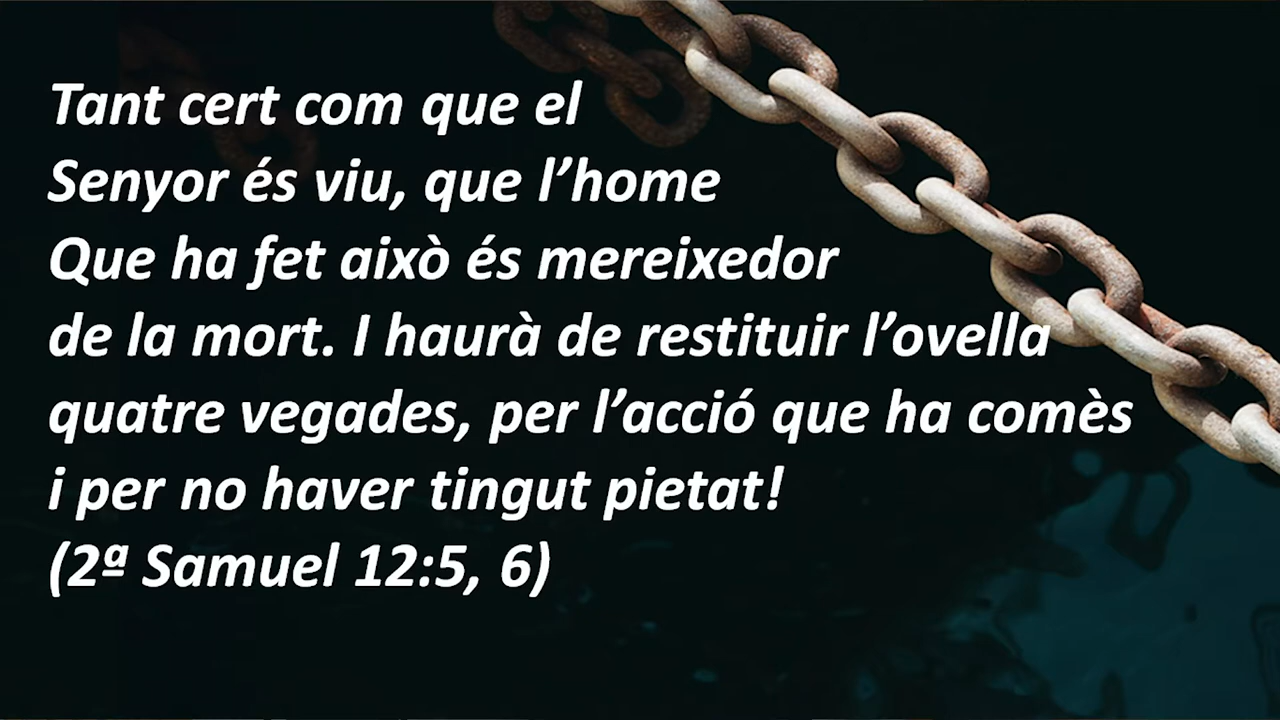 Tant cert com que el
Senyor és viu, que l’home
Que ha fet això és mereixedor
de la mort. I haurà de restituir l’ovella
quatre vegades, per l’acció que ha comès
i per no haver tingut pietat!
(2ª Samuel 12:5, 6)